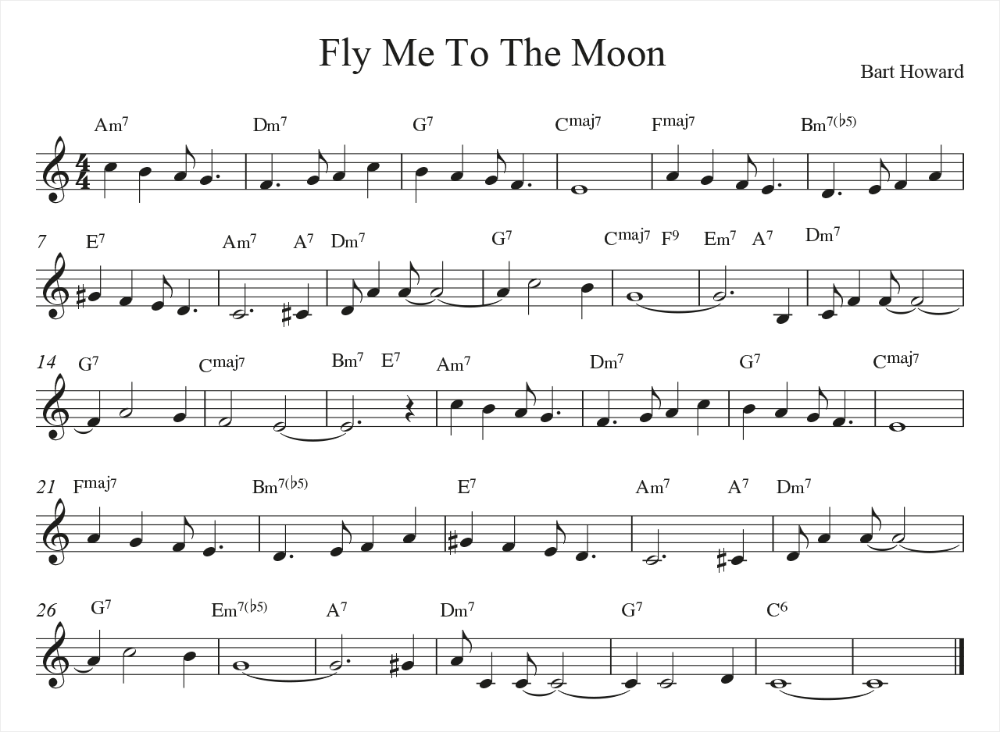 Fly Me To The Moon
Bart Howard
Am7 Dm7 G7 Cmaj7 Fmaj7 Bm7(♭5)
4
4
7 E7 Am7 A7 Dm7 G7 Cmaj7 F9 Em7 A7 Dm7
14 G7 Cmaj7 Bm7 E7 Am7 Dm7 G7 Cmaj7
21 Fmaj7 Bm7(♭5) E7 Am7 A7 Dm7
26 G7 Em7(♭5) A7 Dm7 G7 C6